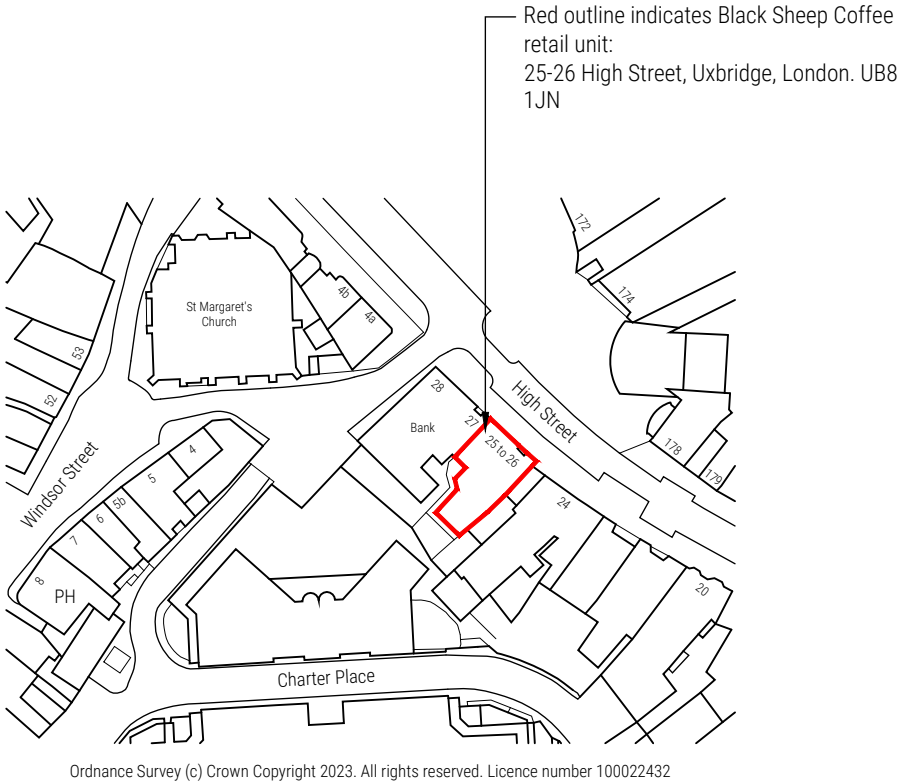 Red outline indicates Black Sheep Coffee
retail unit:
25-26 High Street, Uxbridge, London. UB8
1JN
172
174
4b
4a
St Margaret's
Church
53
52
28
High Street
27
Bank
25 to 26
178
179
Windsor Street
4
5
5b
6
7
8
PH
24
20
Charter Place
Ordnance Survey (c) Crown Copyright 2023. All rights reserved. Licence number 100022432